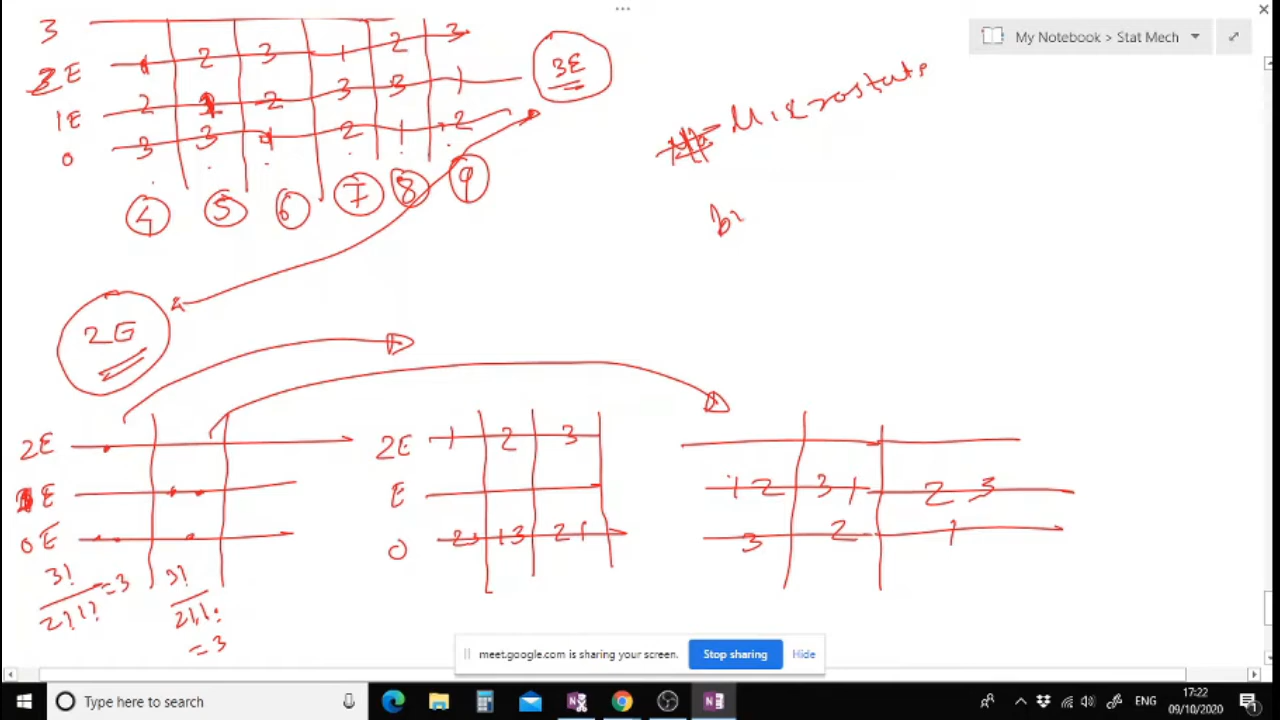 ...
My Notebook > Stat Mech
3
2E 1 2 3 1 2 3
1E 2 1 2 3 3 1
0 3 3 1 2 1 2
3E
# Microstate
4 5 6 7 8 9
2E
2E
1E
0E
3!
2!1! = 3
3!
2!1!
= 3
2E 1 2 3
E
0 13 21
12 31 2 3
3 2 1
meet.google.com is sharing your screen. Stop sharing Hide
Type here to search
ENG
17:22
09/10/2020
1